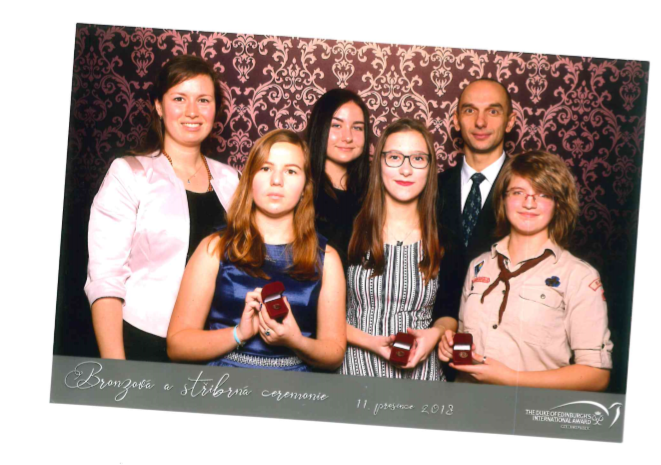 Bronzová a stříbrná ceremonie
11. prosince 2018
THE DUKE OF EDINBURGH'S
INTERNATIONAL AWARD